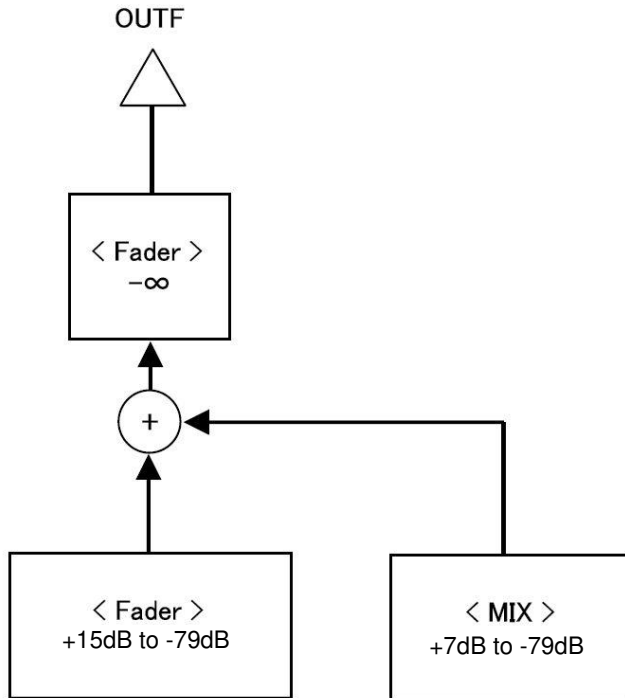 OUTF
< Fader >
-∞
+
< Fader >
+15dB to -79dB
< MIX >
+7dB to -79dB